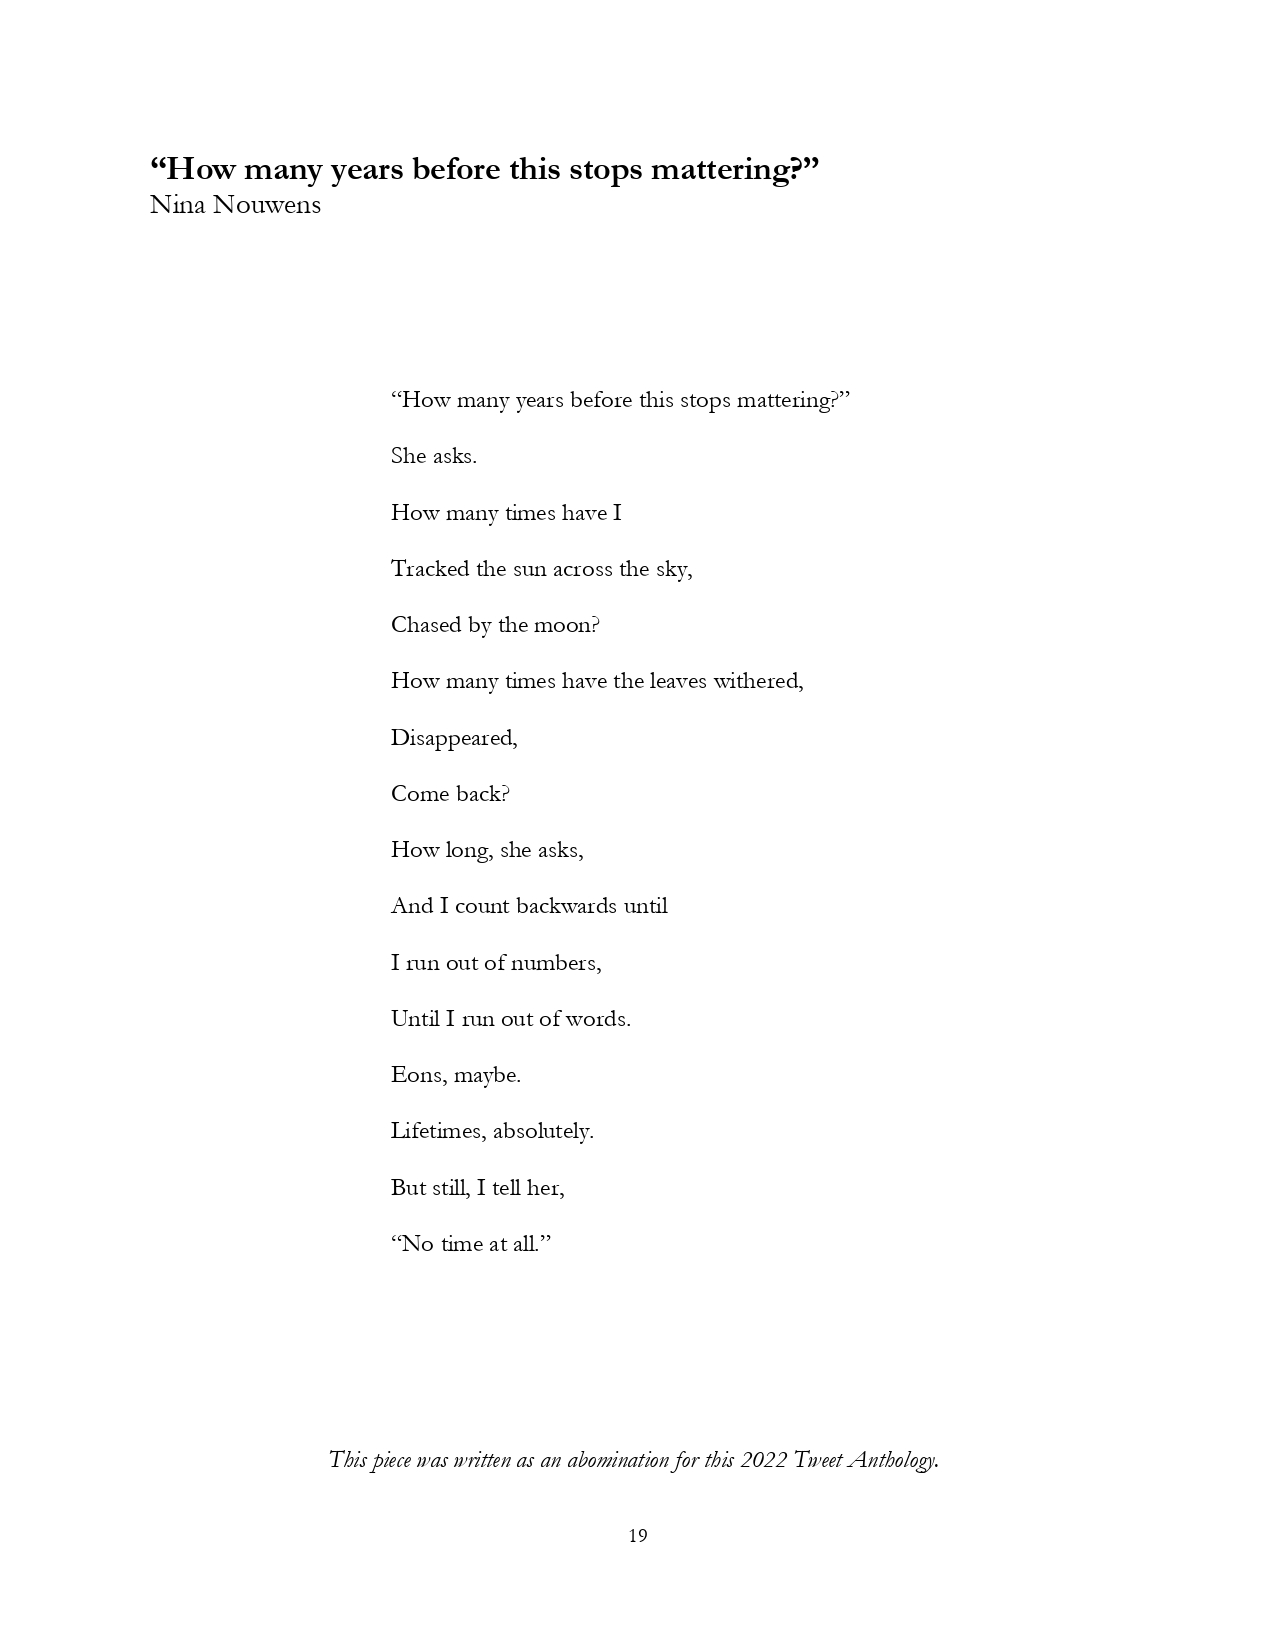 “How many years before this stops mattering?”
Nina Nouwens
“How many years before this stops mattering?”
She asks.
How many times have I
Tracked the sun across the sky,
Chased by the moon?
How many times have the leaves withered,
Disappeared,
Come back?
How long, she asks,
And I count backwards until
I run out of numbers,
Until I run out of words.
Eons, maybe.
Lifetimes, absolutely.
But still, I tell her,
“No time at all.”
This piece was written as an abomination for this 2022 Tweet Anthology.
19